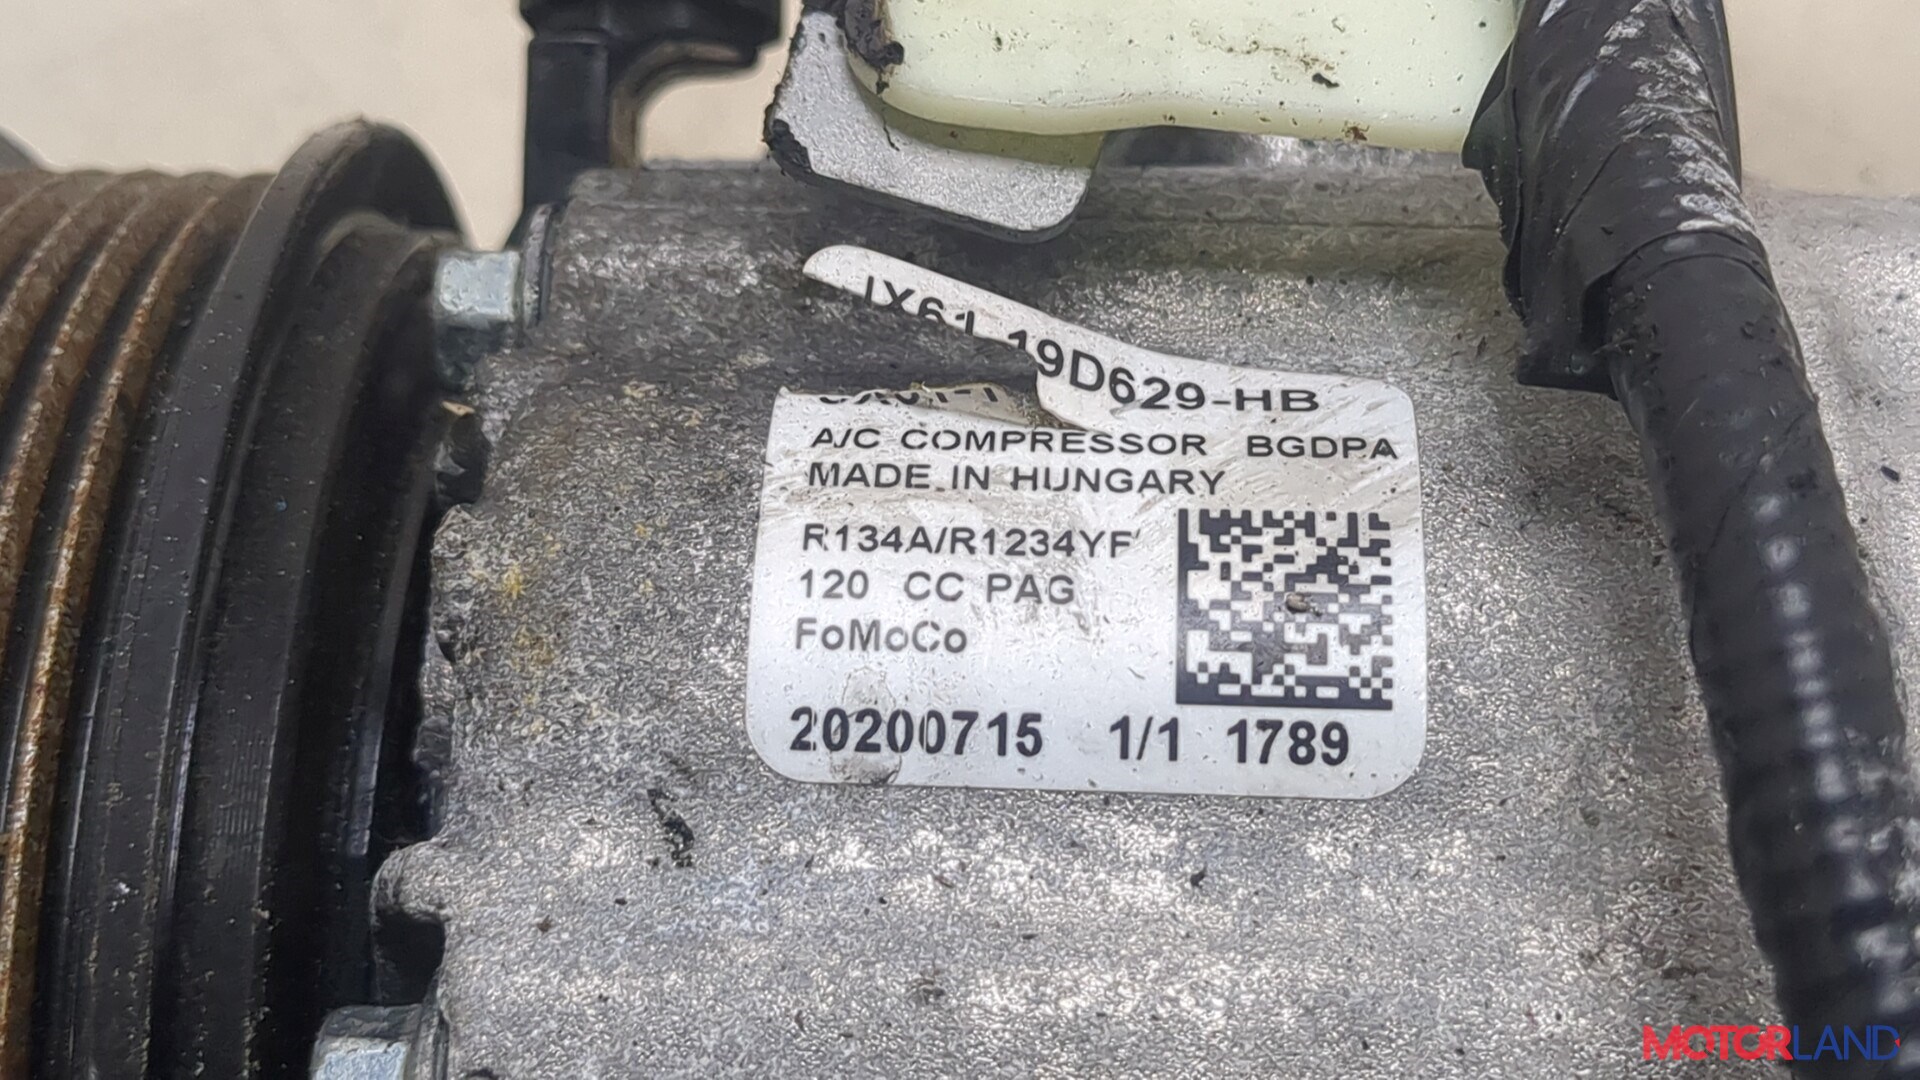 JX61-19D629-HB
A/C COMPRESSOR BGDPA
MADE IN HUNGARY
R134A/R1234YF
120 CC PAG
FoMoCo
20200715 1/1 1789
MOTORLAND